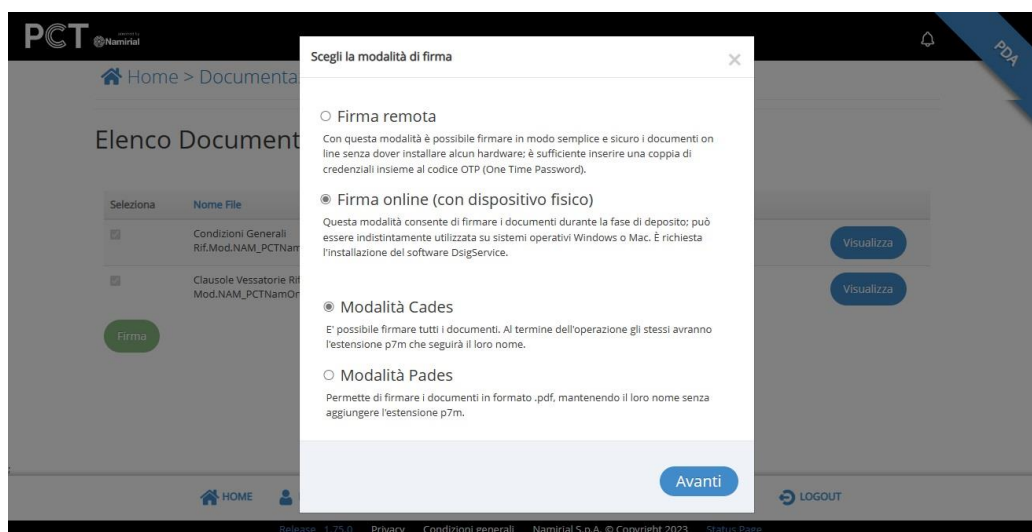 PCT Namirial
Scegli la modalità di firma
×
PDA
Home > Documenta
Elenco Document
Firma remota
Con questa modalità è possibile firmare in modo semplice e sicuro i documenti on
line senza dover installare alcun hardware; è sufficiente inserire una coppia di
credenziali insieme al codice OTP (One Time Password).
Firma online (con dispositivo fisico)
Questa modalità consente di firmare i documenti durante la fase di deposito; può
essere indistintamente utilizzata su sistemi operativi Windows o Mac. È richiesta
l'installazione del software DsigService.
Seleziona Nome File
Condizioni Generali
Rif.Mod.NAM_PCTNam
Visualizza
Clausole Vessatorie Rif
Mod.NAM_PCTNamOr
Visualizza
Firma
Modalità Cades
E' possibile firmare tutti i documenti. Al termine dell'operazione gli stessi avranno
l'estensione p7m che seguirà il loro nome.
Modalità Pades
Permette di firmare i documenti in formato .pdf, mantenendo il loro nome senza
aggiungere l'estensione p7m.
Avanti
HOME LOGOUT
Release 1.75.0 Privacy Condizioni generali Namirial S.p.A. © Copyright 2023 Status Page